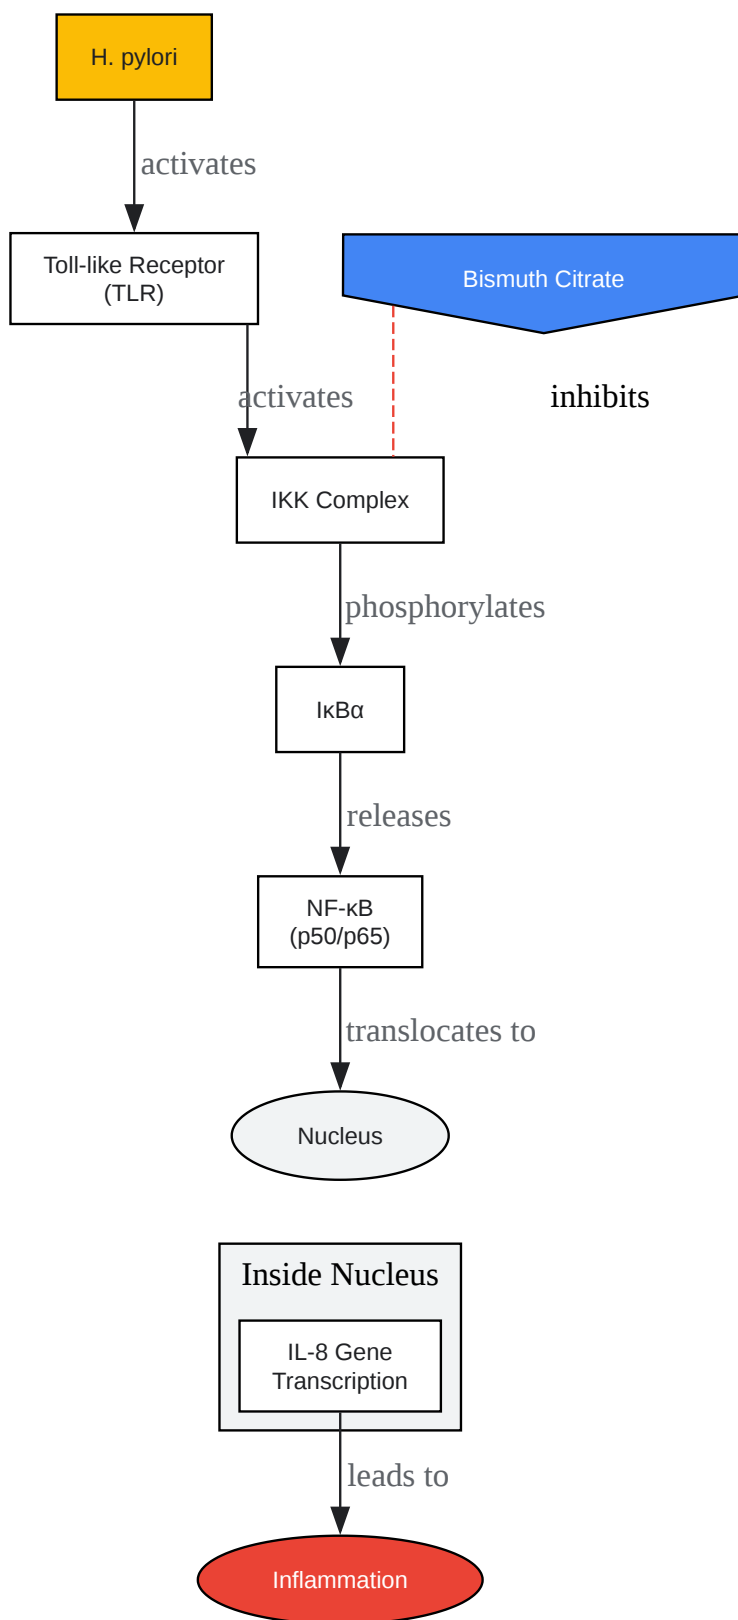 H. pylori
activates
Toll-like Receptor
(TLR)
Bismuth Citrate
activates
inhibits
IKK Complex
phosphorylates
IκBα
releases
NF-κB
(p50/p65)
translocates to
Nucleus
Inside Nucleus
IL-8 Gene
Transcription
leads to
Inflammation